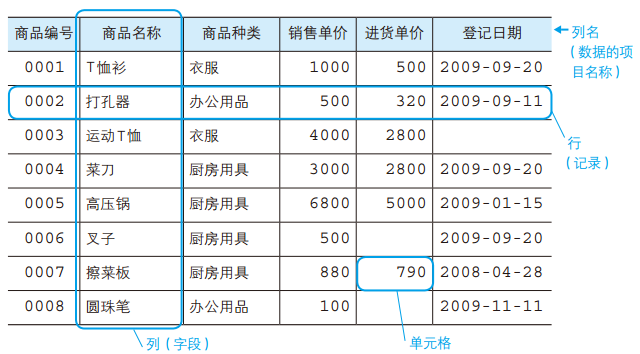 商品编号 商品名称 商品种类 销售单价 进货单价 登记日期
0001 T恤衫 衣服 1000 500 2009-09-20
0002 打孔器 办公用品 500 320 2009-09-11
0003 运动T恤 衣服 4000 2800
0004 菜刀 厨房用具 3000 2800 2009-09-20
0005 高压锅 厨房用具 6800 5000 2009-01-15
0006 叉子 厨房用具 500 2009-09-20
0007 擦菜板 厨房用具 880 790 2008-04-28
0008 圆珠笔 办公用品 100 2009-11-11
列名
(数据的项
目名称)
行
(记录)
列(字段)
单元格